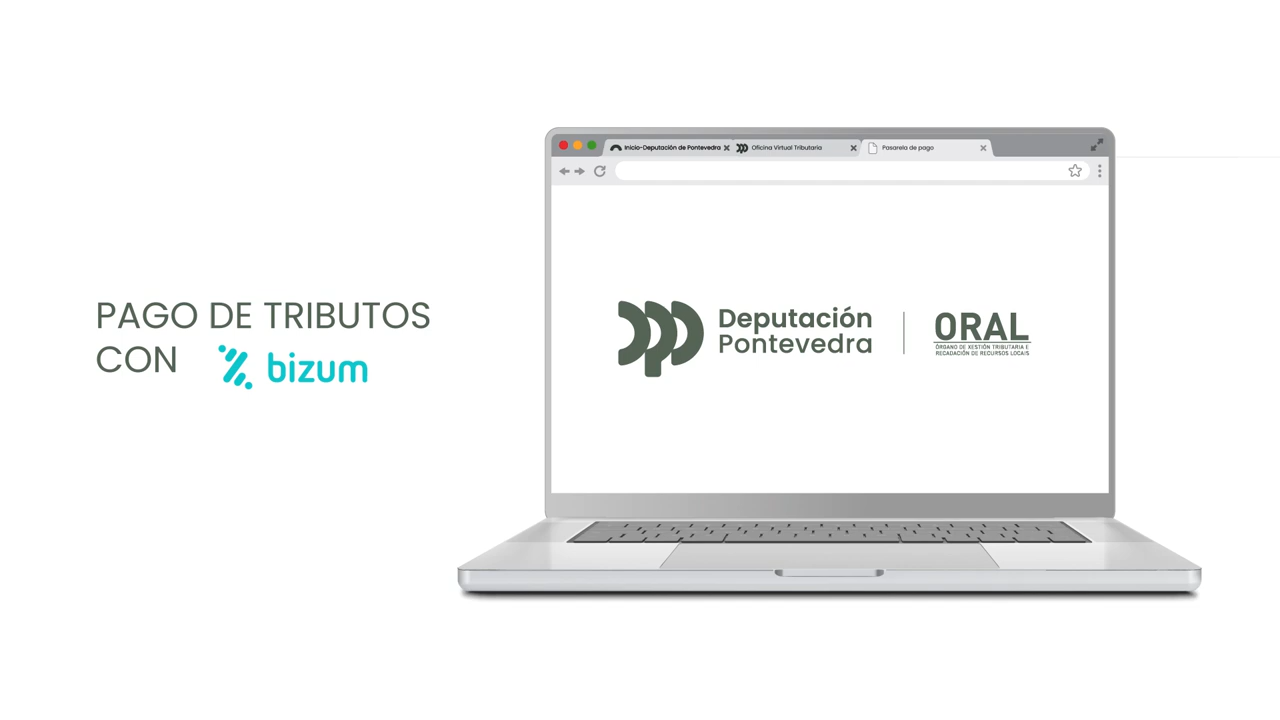 PAGO DE TRIBUTOS
CON bizum
Inicio-Deputación de Pontevedra
Oficina Virtual Tributaria
Pasarela de pago
Deputación
Pontevedra
ORAL
ÓRGANO DE XESTIÓN TRIBUTARIA E
RECADACIÓN DE RECURSOS LOCAIS